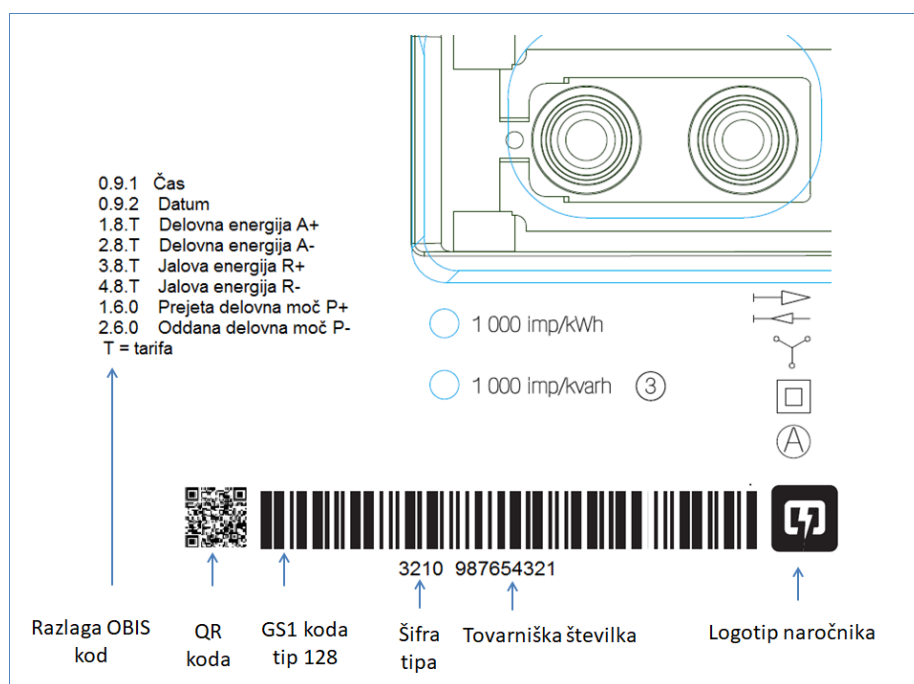 0.9.1 Čas
0.9.2 Datum
1.8.T Delovna energija A+
2.8.T Delovna energija A-
3.8.T Jalova energija R+
4.8.T Jalova energija R-
1.6.0 Prejeta delovna moč P+
2.6.0 Oddana delovna moč P-
T = tarifa
1 000 imp/kWh
1 000 imp/kvarh 3
A
3210 987654321
Razlaga OBIS
kod
QR
koda
GS1 koda
tip 128
Šifra
tipa
Tovarniška številka
Logotip naročnika